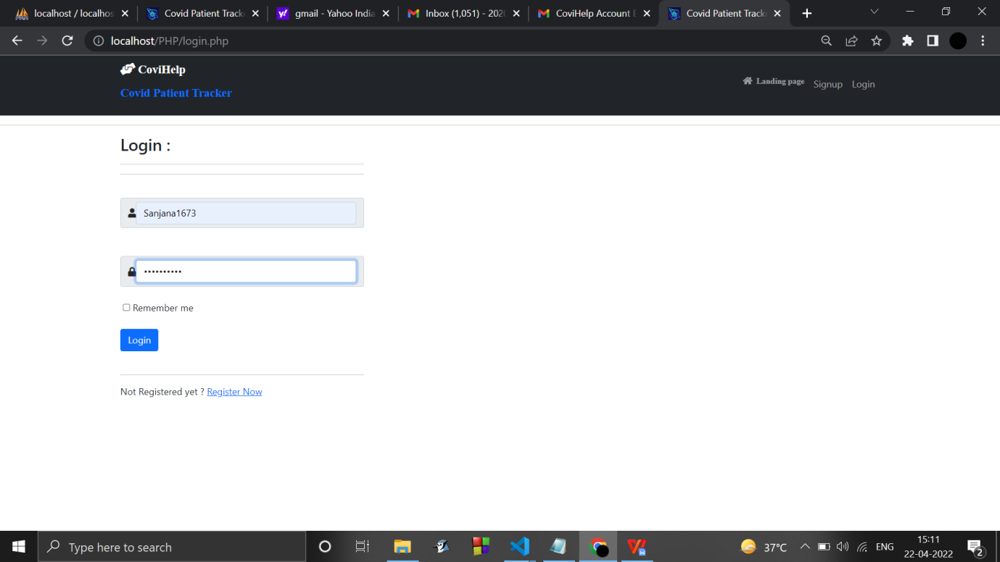 localhost / localhos
Covid Patient Track
gmail - Yahoo India
Inbox (1,051) - 202
CoviHelp Account
Covid Patient Track
localhost/PHP/login.php
CoviHelp
Covid Patient Tracker
Landing page
Signup
Login
Login :
Sanjana1673
••••••••••
Remember me
Login
Not Registered yet ? Register Now
Type here to search
37°C
ENG
15:11
22-04-2022
2